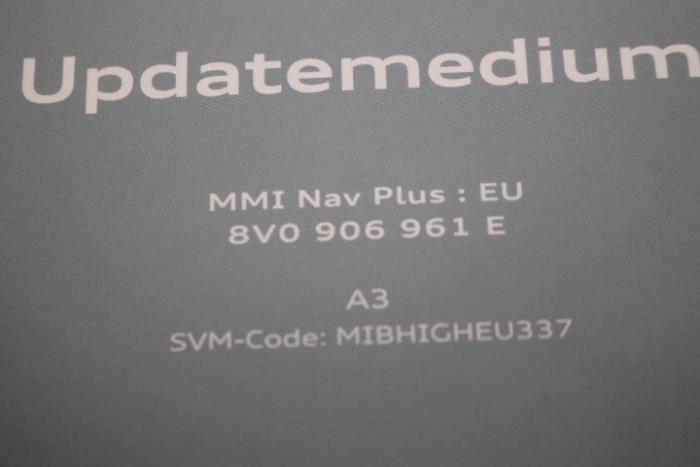 Updatemedium
MMI Nav Plus : EU
8V0 906 961 E
A3
SVM-Code: MIBHIGHEU337